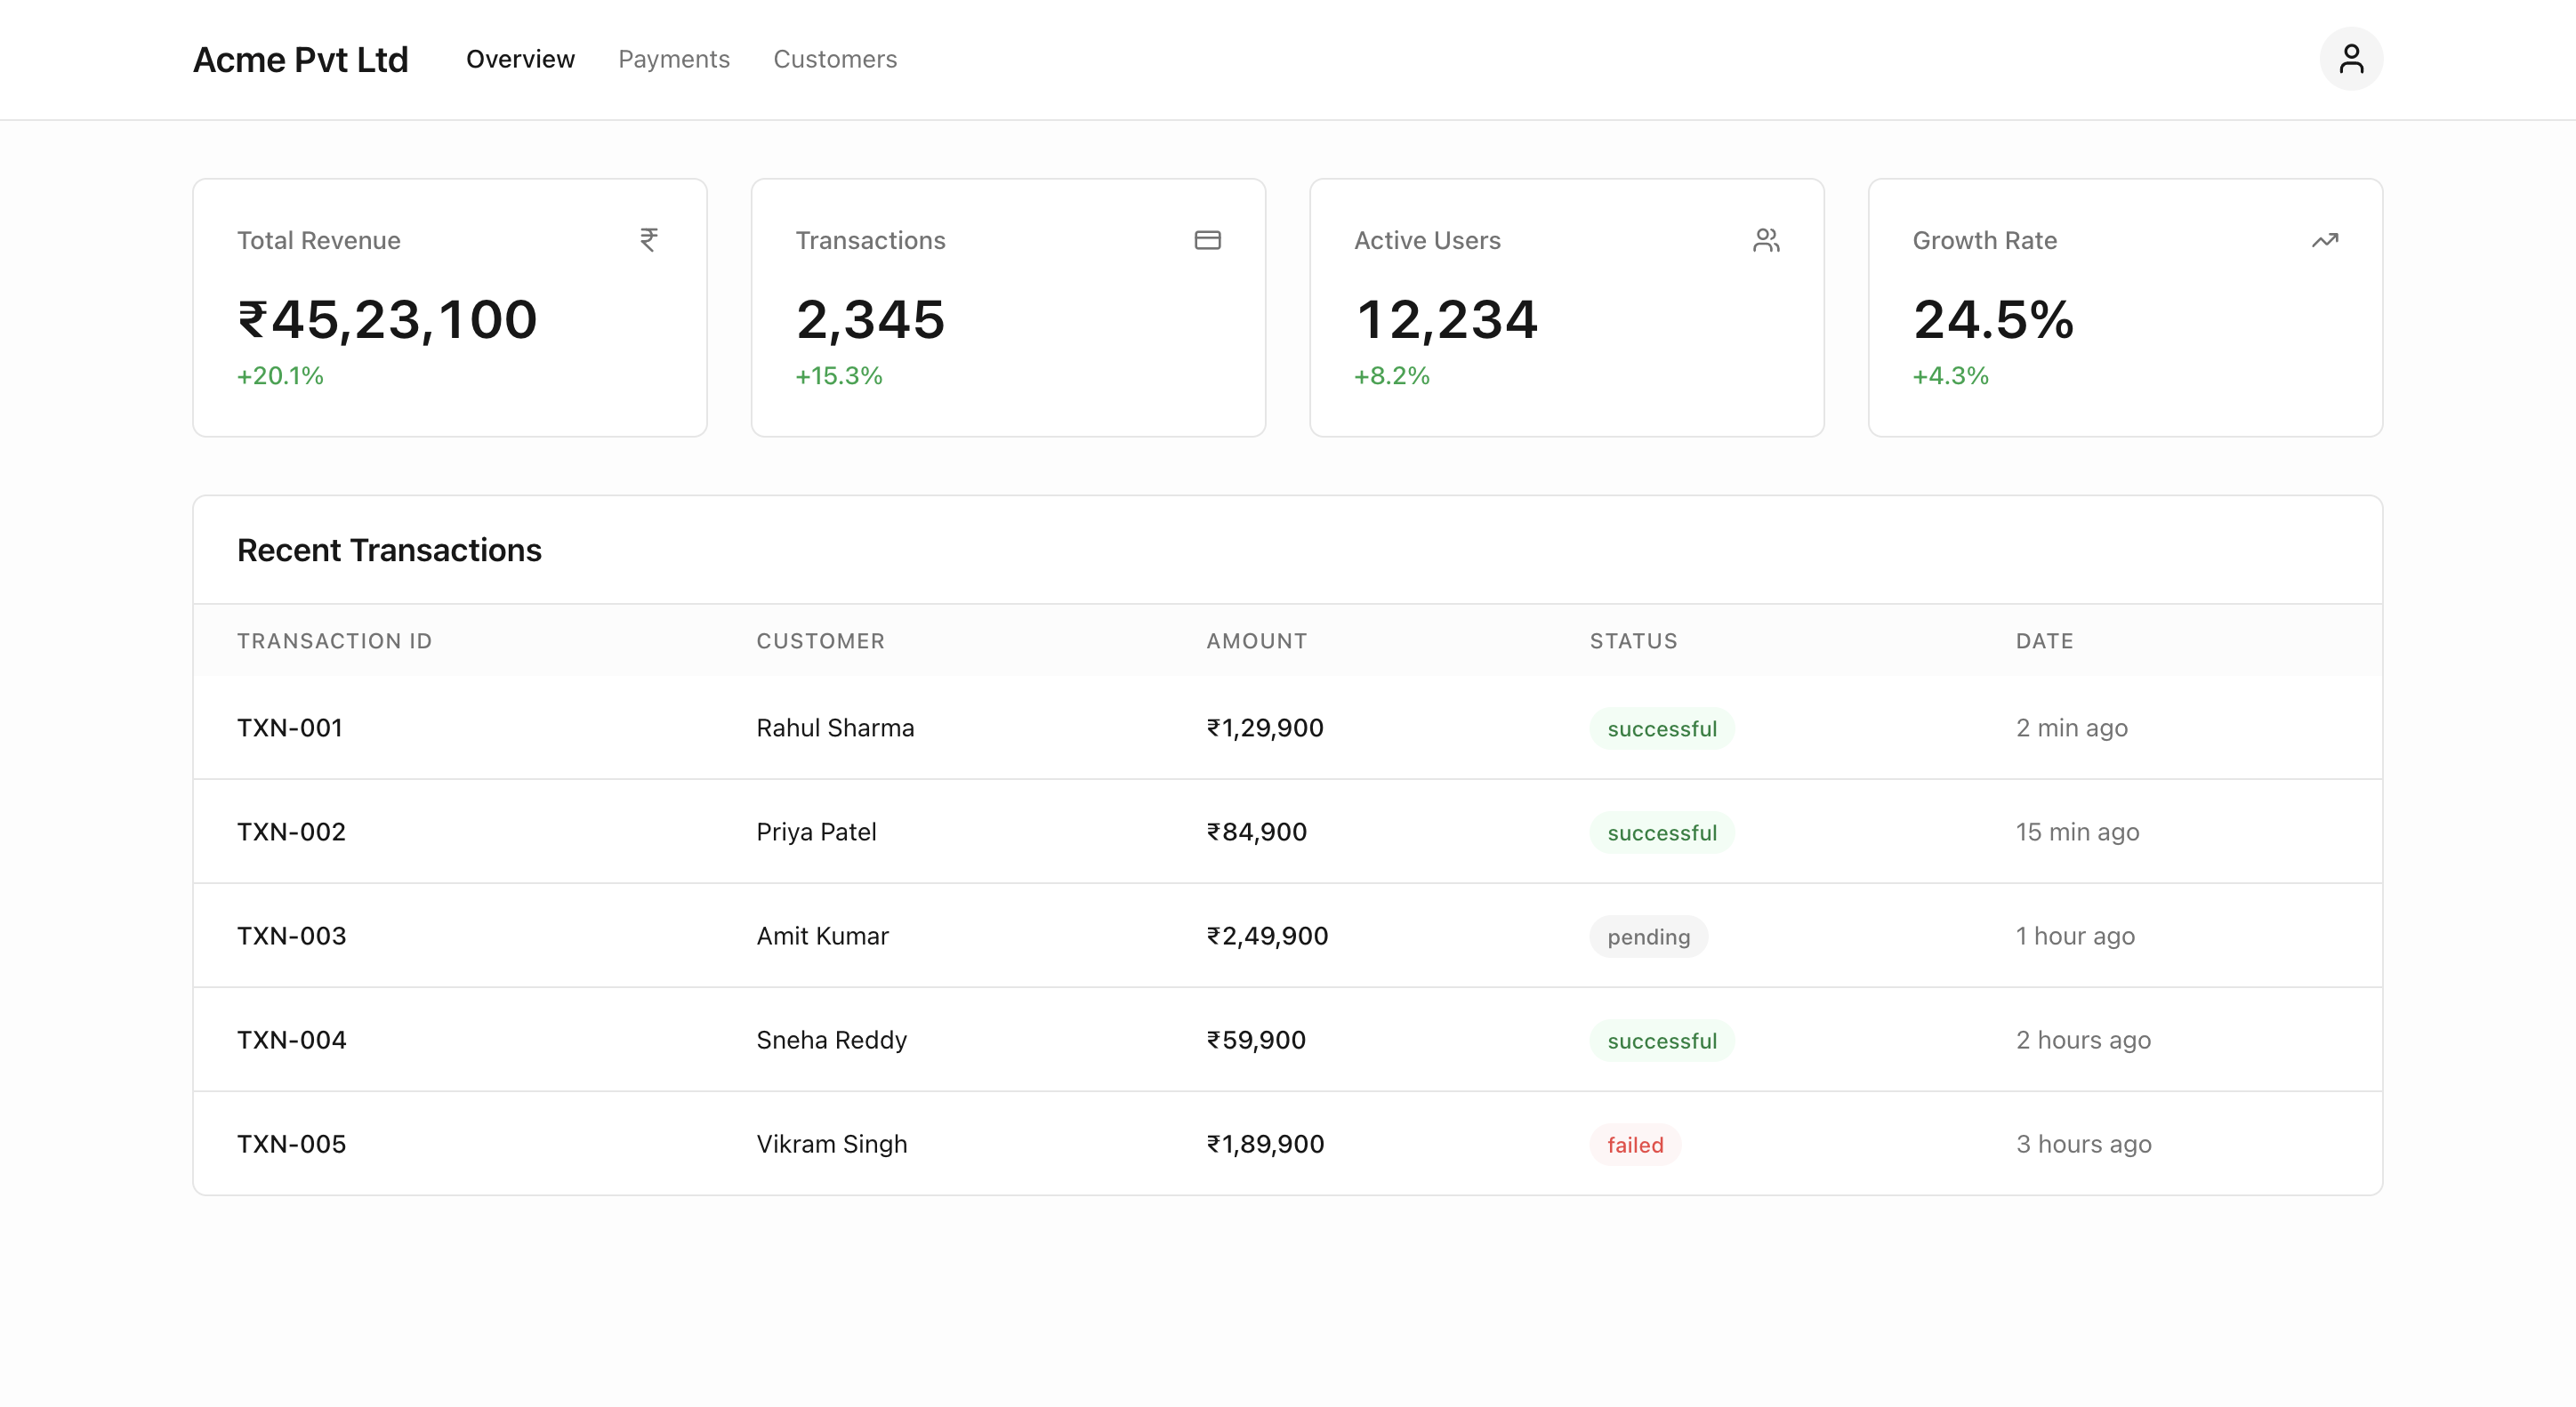 Acme Pvt Ltd Overview Payments Customers
Total Revenue ₹
₹45,23,100
+20.1%
Transactions
2,345
+15.3%
Active Users
12,234
+8.2%
Growth Rate
24.5%
+4.3%
Recent Transactions
TRANSACTION ID CUSTOMER AMOUNT STATUS DATE
TXN-001 Rahul Sharma ₹1,29,900 successful 2 min ago
TXN-002 Priya Patel ₹84,900 successful 15 min ago
TXN-003 Amit Kumar ₹2,49,900 pending 1 hour ago
TXN-004 Sneha Reddy ₹59,900 successful 2 hours ago
TXN-005 Vikram Singh ₹1,89,900 failed 3 hours ago